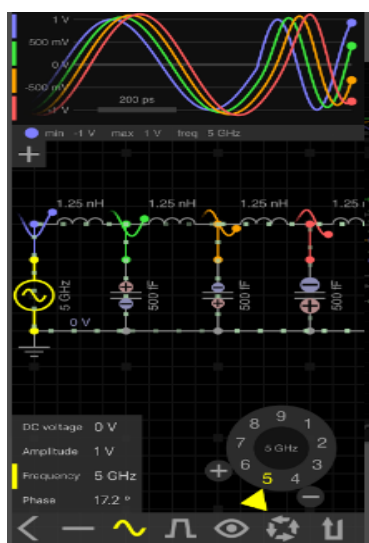 1 V
500 mV
0 V
-500 mV
-1 V
200 ps
min -1 V max 1 V freq 5 GHz
1.25 nH 1.25 nH 1.25 nH 1.25
5 GHz
500 fF
500 fF
500 fF
0 V
DC voltage 0 V
Amplitude 1 V
Frequency 5 GHz
Phase 17.2 °
9
8 1
7 5 GHz 2
6 3
5 4